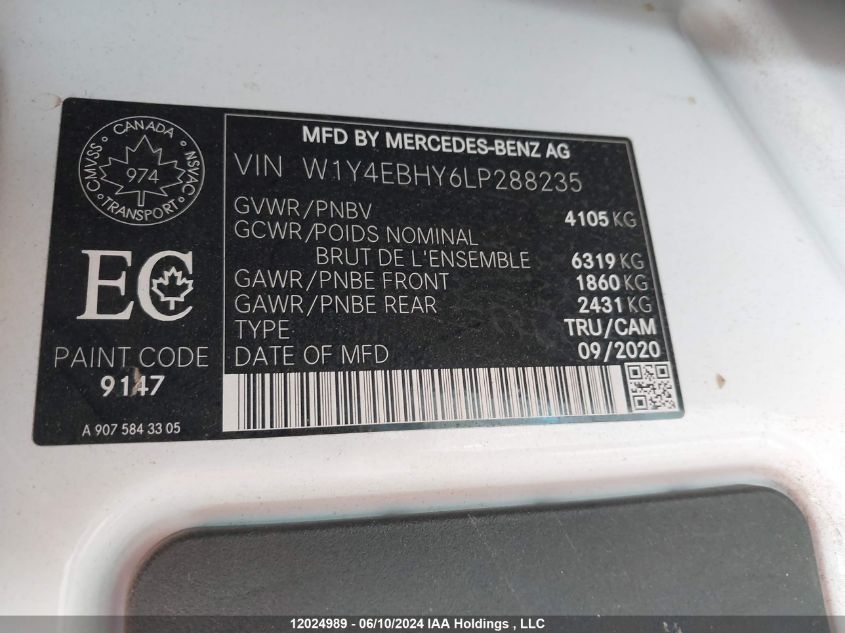 CANADA
CMVSS
974
NSVAC
TRANSPORT
EC
PAINT CODE
9147
A 907 584 33 05
MFD BY MERCEDES-BENZ AG
VIN W1Y4EBHY6LP288235
GVWR/PNBV 4105 KG
GCWR/POIDS NOMINAL
BRUT DE L'ENSEMBLE 6319 KG
GAWR/PNBE FRONT 1860 KG
GAWR/PNBE REAR 2431 KG
TYPE TRU/CAM
DATE OF MFD 09/2020
12024989 - 06/10/2024 IAA Holdings , LLC